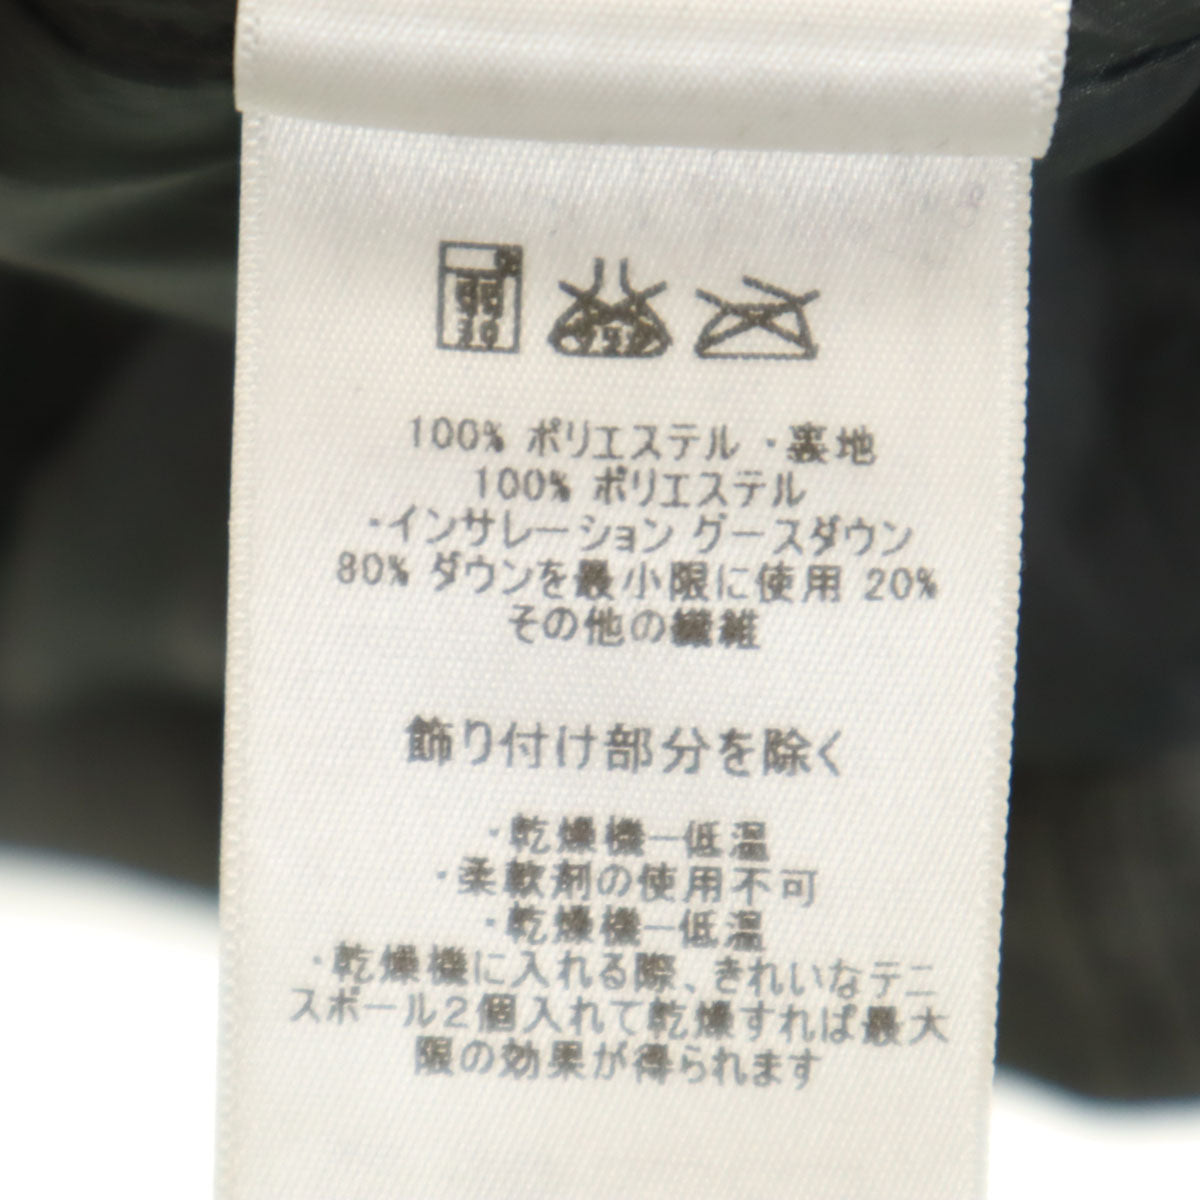 100% ポリエステル ・裏地
100% ポリエステル
・インサレーション グースダウン
80% ダウンを最小限に使用 20%
その他の繊維
飾り付け部分を除く
・乾燥機ー低温
・柔軟剤の使用不可
・乾燥機ー低温
・乾燥機に入れる際、きれいなテニ
スボール2個入れて乾燥すれば最大
限の効果が得られます